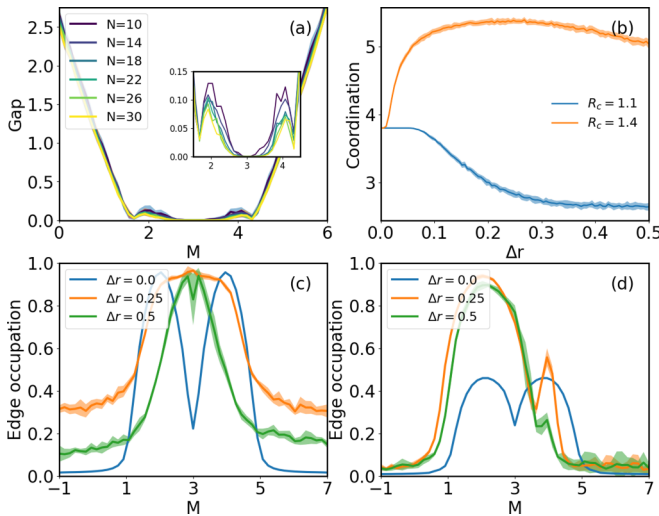 (a)
N=10
N=14
N=18
N=22
N=26
N=30
Gap
2.5
2.0
1.5
1.0
0.5
0.0
0.15
0.10
0.05
0.00
2 3 4
0 2 4 6
M
(b)
Coordination
5
4
3
R_c = 1.1
R_c = 1.4
0.0 0.1 0.2 0.3 0.4 0.5
Δr
(c)
Δr = 0.0
Δr = 0.25
Δr = 0.5
Edge occupation
1.0
0.8
0.6
0.4
0.2
0.0
−1 1 3 5 7
M
(d)
Δr = 0.0
Δr = 0.25
Δr = 0.5
Edge occupation
1.0
0.8
0.6
0.4
0.2
0.0
−1 1 3 5 7
M